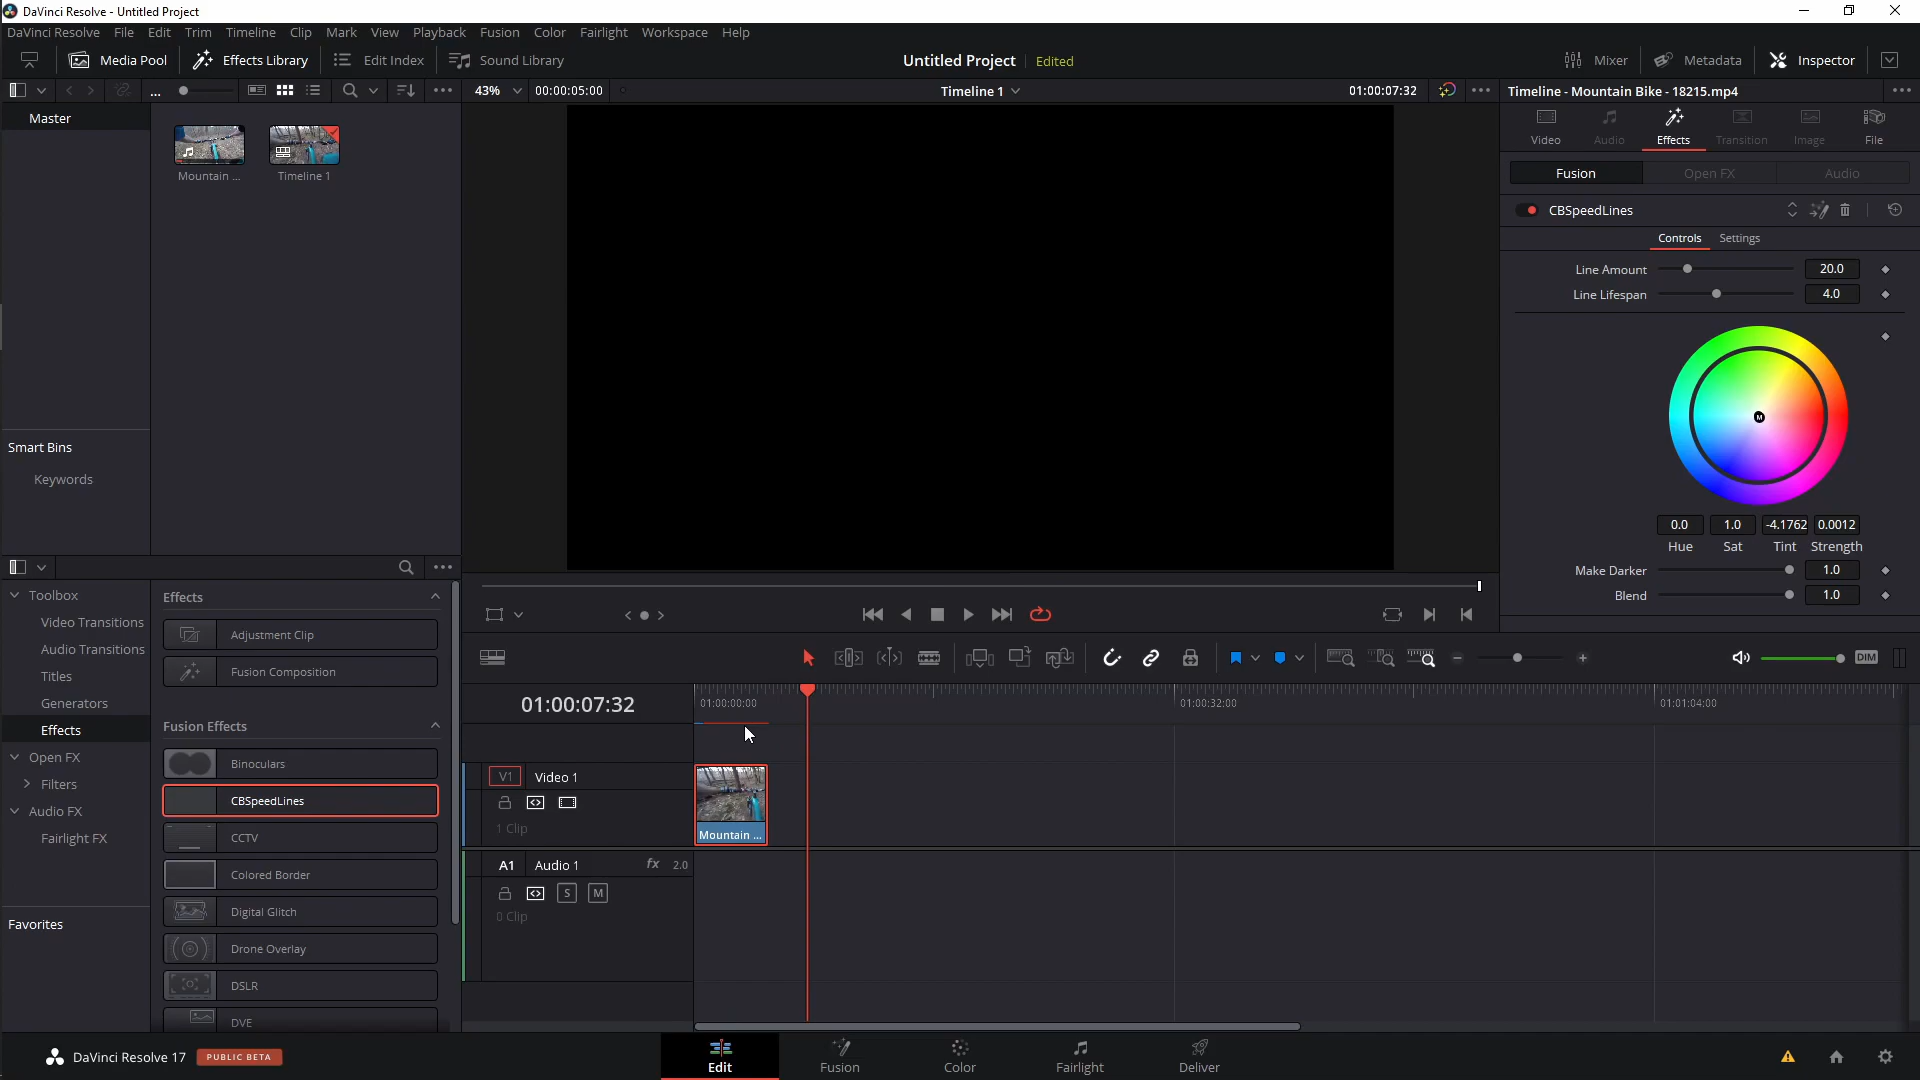 DaVinci Resolve - Untitled Project
DaVinci Resolve File Edit Trim Timeline Clip Mark View Playback Fusion Color Fairlight Workspace Help
Media Pool Effects Library Edit Index Sound Library Untitled Project Edited Mixer Metadata Inspector
... 43% 00:00:05:00 Timeline 1 01:00:07:32 Timeline - Mountain Bike - 18215.mp4
Master
Mountain ... Timeline 1
Video Audio Effects Transition Image File
Fusion Open FX Audio
CBSpeedLines
Controls Settings
Line Amount 20.0
Line Lifespan 4.0
M
0.0 1.0 -4.1762 0.0012
Hue Sat Tint Strength
Make Darker 1.0
Blend 1.0
Smart Bins
Keywords
Toolbox
Video Transitions
Audio Transitions
Titles
Generators
Effects
Open FX
Filters
Audio FX
Fairlight FX
Favorites
Effects
Adjustment Clip
Fusion Composition
Fusion Effects
Binoculars
CBSpeedLines
CCTV
Colored Border
Digital Glitch
Drone Overlay
DSLR
DVE
DIM
01:00:07:32 01:00:00:00 01:00:32:00 01:01:04:00
V1 Video 1
1 Clip
Mountain ...
A1 Audio 1 fx 2.0
S M
0 Clip
DaVinci Resolve 17 PUBLIC BETA
Edit Fusion Color Fairlight Deliver